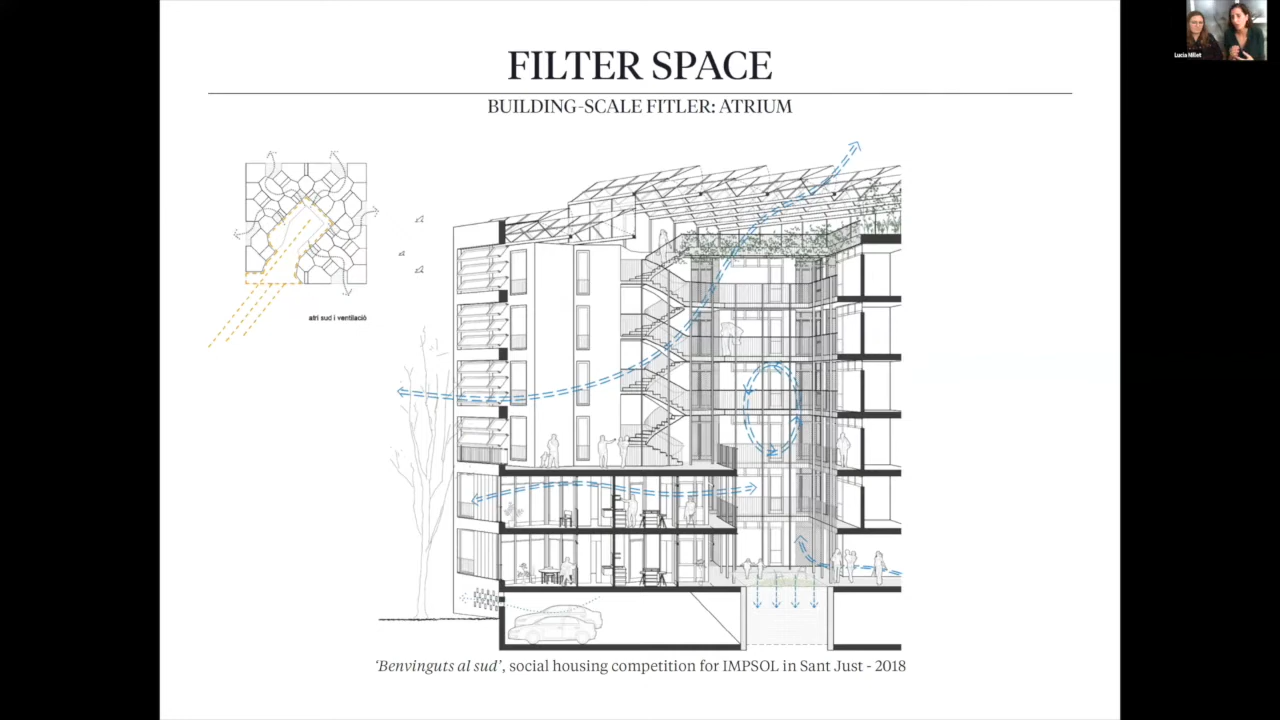 FILTER SPACE
BUILDING-SCALE FITLER: ATRIUM
atri sud i ventilació
'Benvinguts al sud', social housing competition for IMPSOL in Sant Just - 2018
Lucia Millet